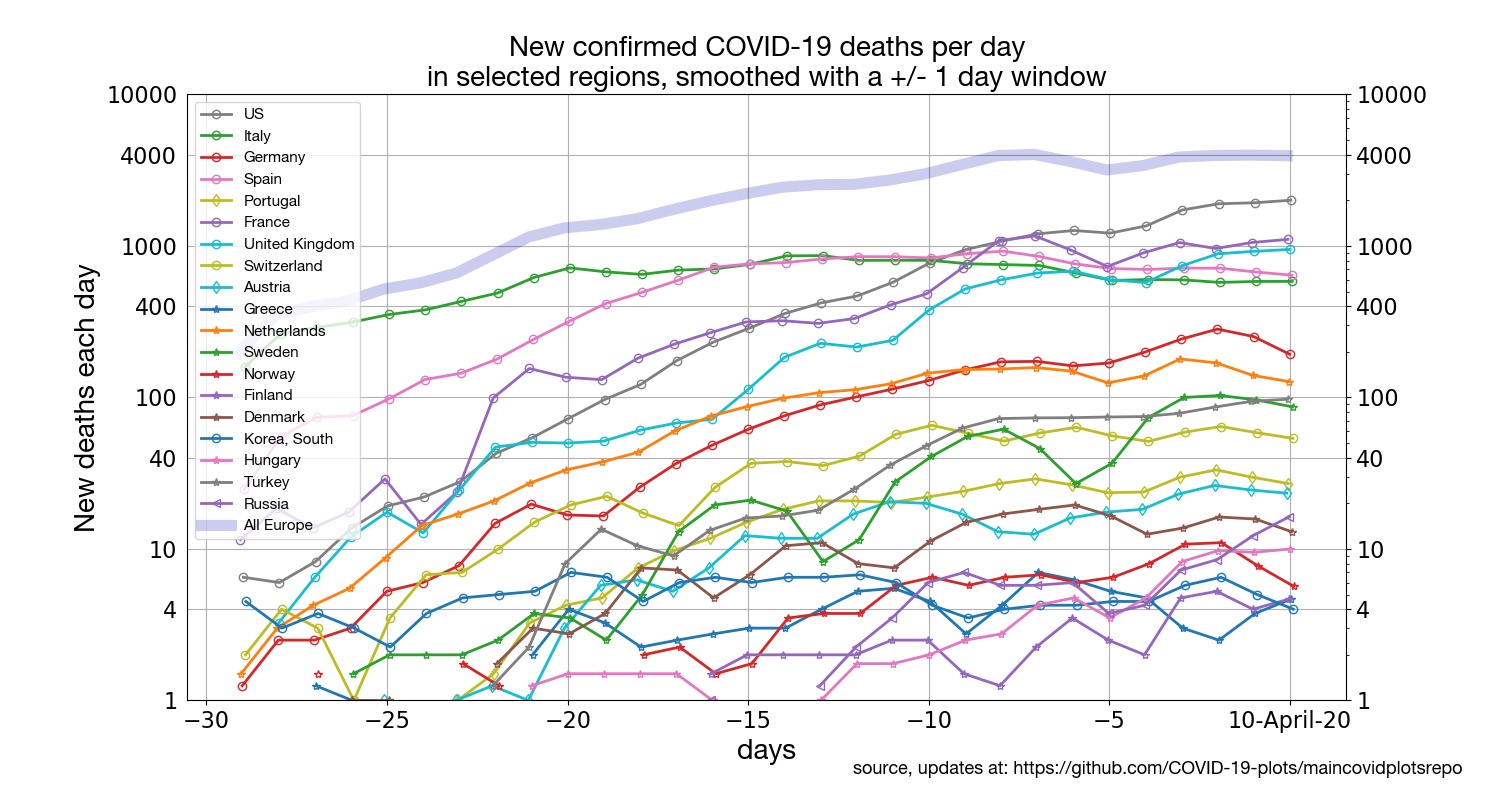 New confirmed COVID-19 deaths per day
in selected regions, smoothed with a +/- 1 day window
New deaths each day
10000
4000
1000
400
100
40
10
4
1
US
Italy
Germany
Spain
Portugal
France
United Kingdom
Switzerland
Austria
Greece
Netherlands
Sweden
Norway
Finland
Denmark
Korea, South
Hungary
Turkey
Russia
All Europe
10000
4000
1000
400
100
40
10
4
1
−30 −25 −20 −15 −10 −5 10-April-20
days
source, updates at: https://github.com/COVID-19-plots/maincovidplotsrepo